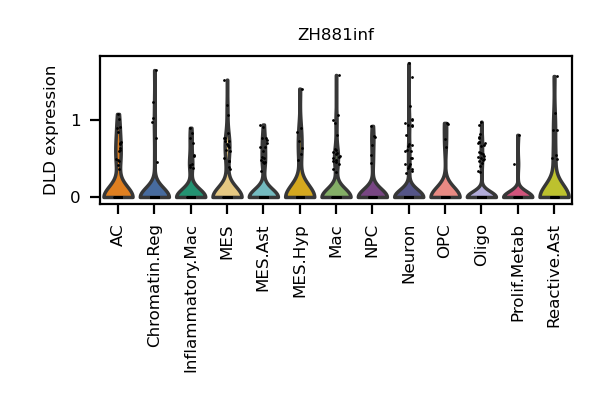 ZH881inf
DLD expression
1
0
AC
Chromatin.Reg
Inflammatory.Mac
MES
MES.Ast
MES.Hyp
Mac
NPC
Neuron
OPC
Oligo
Prolif.Metab
Reactive.Ast